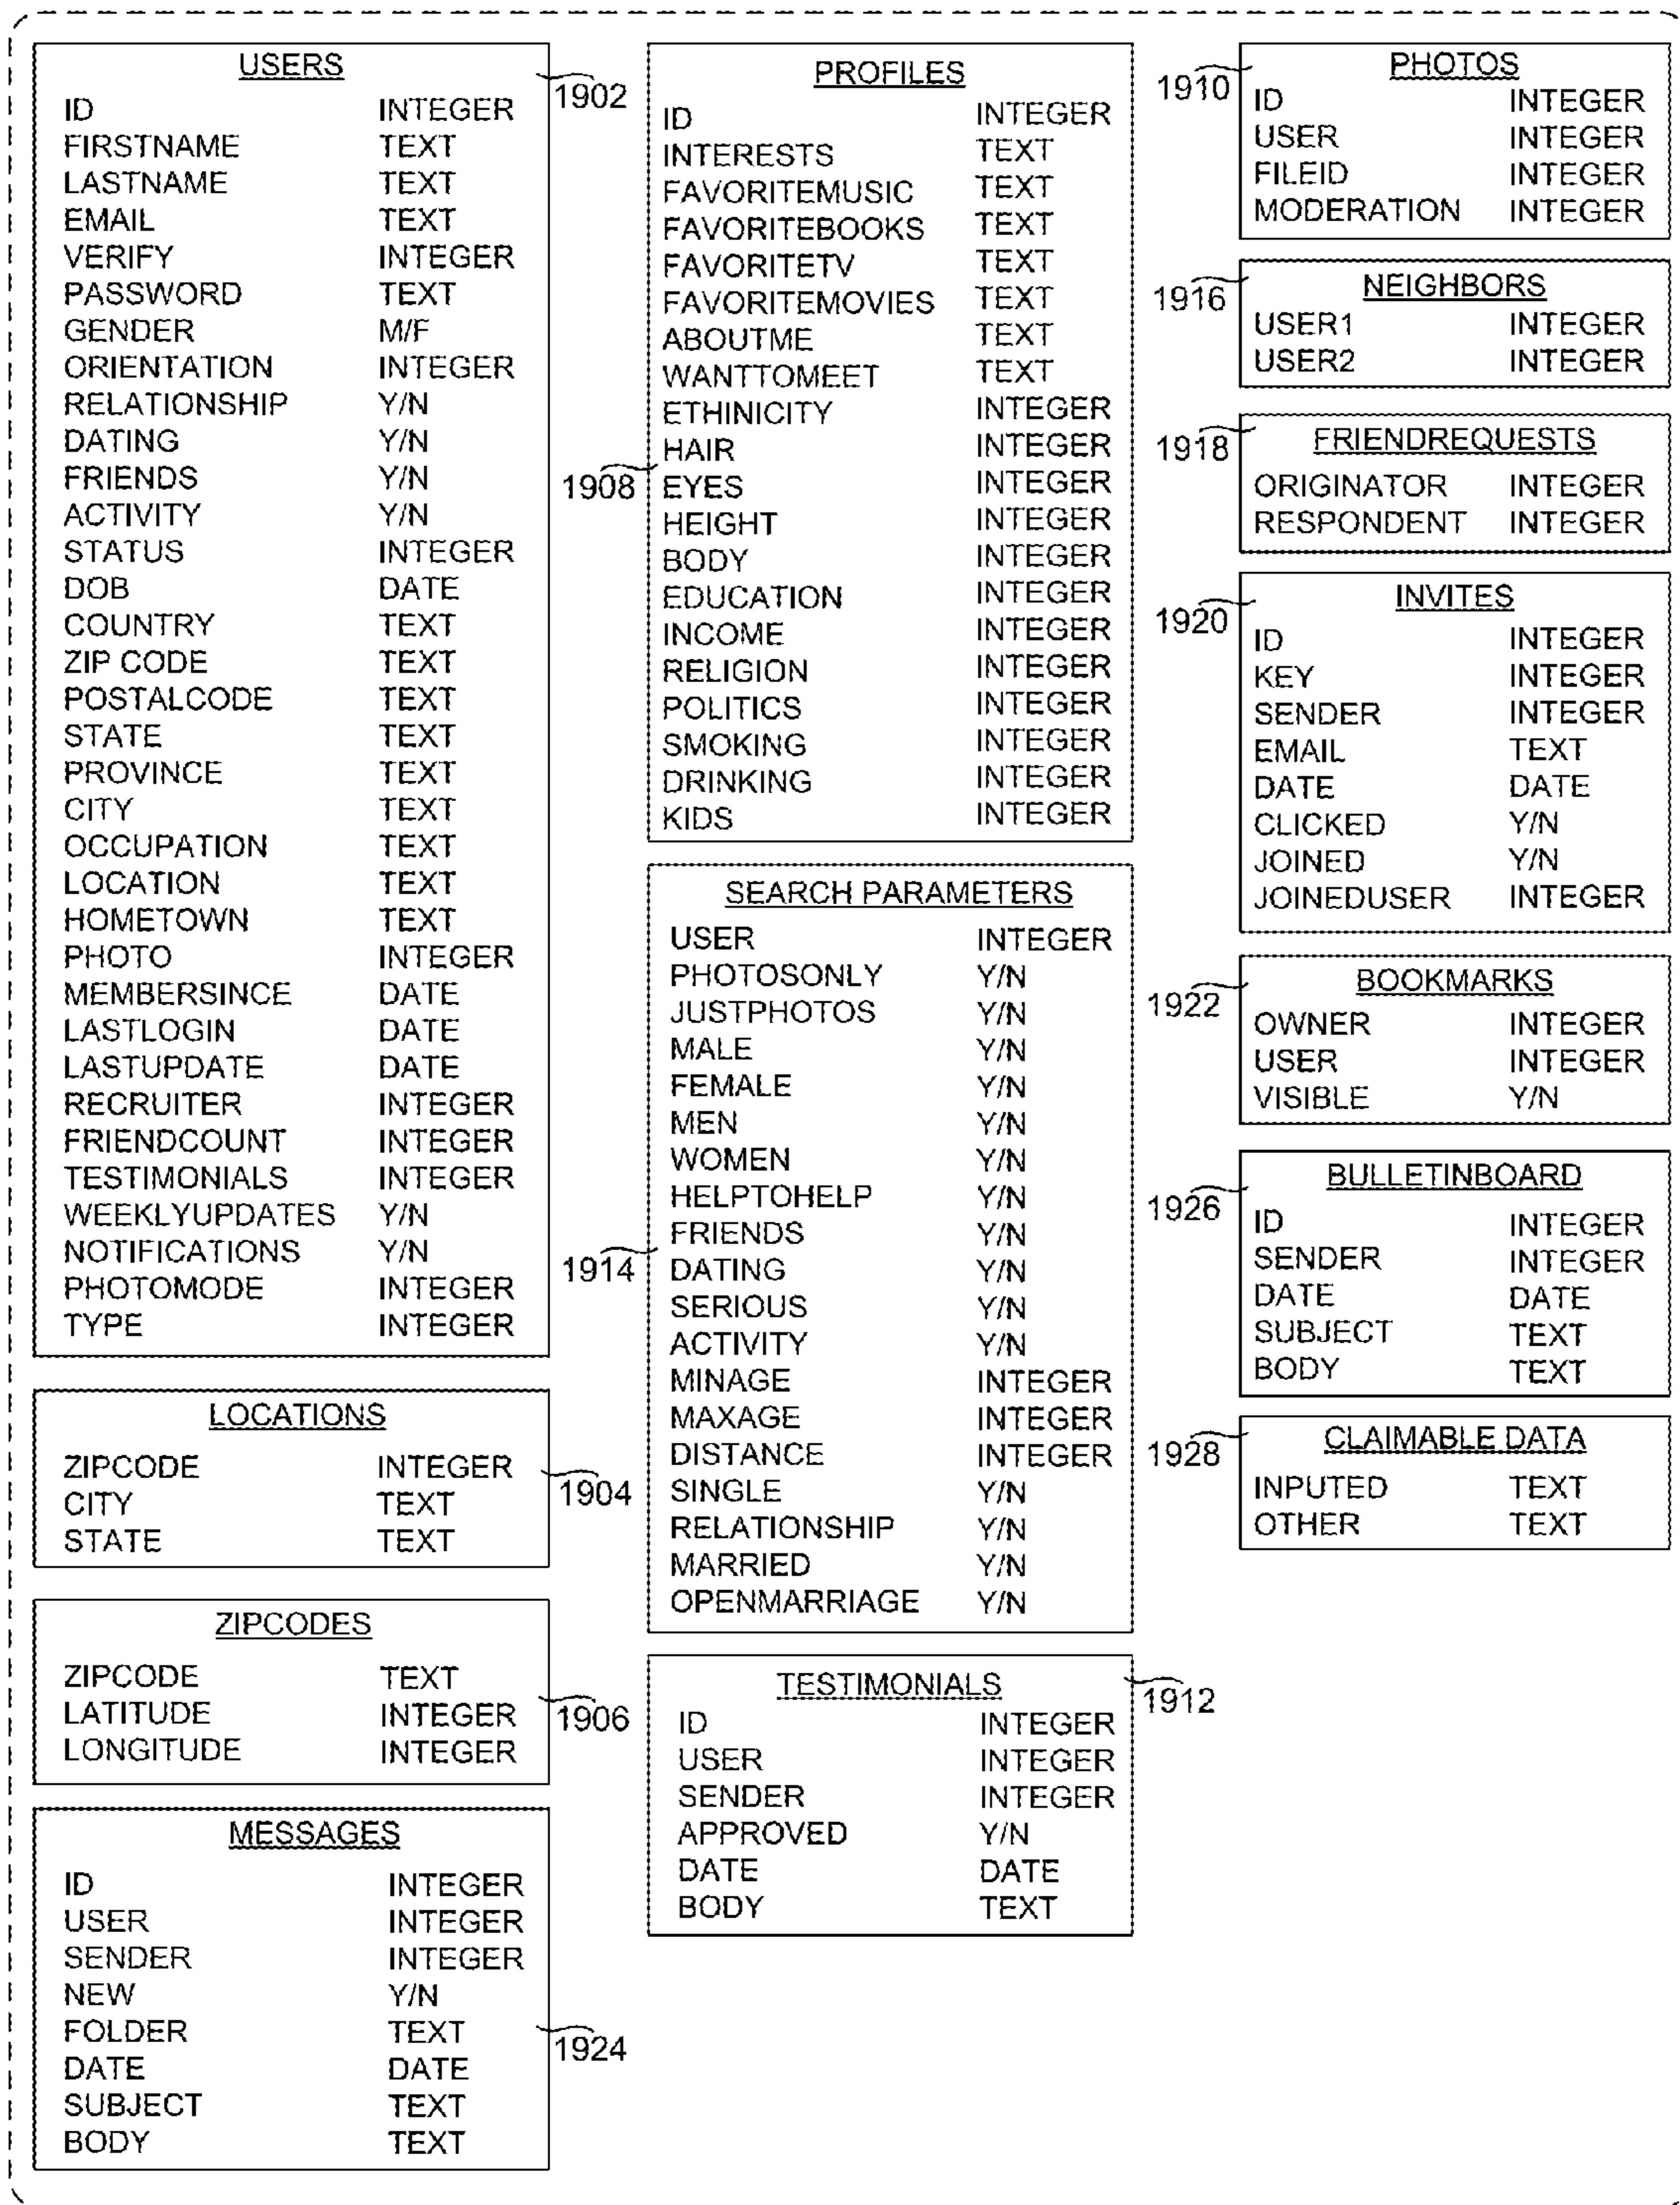 USERS
1902
ID INTEGER
FIRSTNAME TEXT
LASTNAME TEXT
EMAIL TEXT
VERIFY INTEGER
PASSWORD TEXT
GENDER M/F
ORIENTATION INTEGER
RELATIONSHIP Y/N
DATING Y/N
FRIENDS Y/N
ACTIVITY Y/N
STATUS INTEGER
DOB DATE
COUNTRY TEXT
ZIP CODE TEXT
POSTALCODE TEXT
STATE TEXT
PROVINCE TEXT
CITY TEXT
OCCUPATION TEXT
LOCATION TEXT
HOMETOWN TEXT
PHOTO INTEGER
MEMBERSINCE DATE
LASTLOGIN DATE
LASTUPDATE DATE
RECRUITER INTEGER
FRIENDCOUNT INTEGER
TESTIMONIALS INTEGER
WEEKLYUPDATES Y/N
NOTIFICATIONS Y/N
PHOTOMODE INTEGER
TYPE INTEGER
LOCATIONS
ZIPCODE INTEGER
1904
CITY TEXT
STATE TEXT
ZIPCODES
ZIPCODE TEXT
1906
LATITUDE INTEGER
LONGITUDE INTEGER
MESSAGES
ID INTEGER
USER INTEGER
SENDER INTEGER
NEW Y/N
FOLDER TEXT
1924
DATE DATE
SUBJECT TEXT
BODY TEXT
PROFILES
ID INTEGER
INTERESTS TEXT
FAVORITEMUSIC TEXT
FAVORITEBOOKS TEXT
FAVORITETV TEXT
FAVORITEMOVIES TEXT
ABOUTME TEXT
WANTTOMEET TEXT
ETHINICITY INTEGER
HAIR INTEGER
1908
EYES INTEGER
HEIGHT INTEGER
BODY INTEGER
EDUCATION INTEGER
INCOME INTEGER
RELIGION INTEGER
POLITICS INTEGER
SMOKING INTEGER
DRINKING INTEGER
KIDS INTEGER
SEARCH PARAMETERS
USER INTEGER
PHOTOSONLY Y/N
JUSTPHOTOS Y/N
MALE Y/N
FEMALE Y/N
MEN Y/N
WOMEN Y/N
HELPTOHELP Y/N
FRIENDS Y/N
1914
DATING Y/N
SERIOUS Y/N
ACTIVITY Y/N
MINAGE INTEGER
MAXAGE INTEGER
DISTANCE INTEGER
SINGLE Y/N
RELATIONSHIP Y/N
MARRIED Y/N
OPENMARRIAGE Y/N
TESTIMONIALS
1912
ID INTEGER
USER INTEGER
SENDER INTEGER
APPROVED Y/N
DATE DATE
BODY TEXT
PHOTOS
1910
ID INTEGER
USER INTEGER
FILEID INTEGER
MODERATION INTEGER
NEIGHBORS
1916
USER1 INTEGER
USER2 INTEGER
FRIENDREQUESTS
1918
ORIGINATOR INTEGER
RESPONDENT INTEGER
INVITES
1920
ID INTEGER
KEY INTEGER
SENDER INTEGER
EMAIL TEXT
DATE DATE
CLICKED Y/N
JOINED Y/N
JOINEDUSER INTEGER
BOOKMARKS
1922
OWNER INTEGER
USER INTEGER
VISIBLE Y/N
BULLETINBOARD
1926
ID INTEGER
SENDER INTEGER
DATE DATE
SUBJECT TEXT
BODY TEXT
CLAIMABLE DATA
1928
INPUTED TEXT
OTHER TEXT